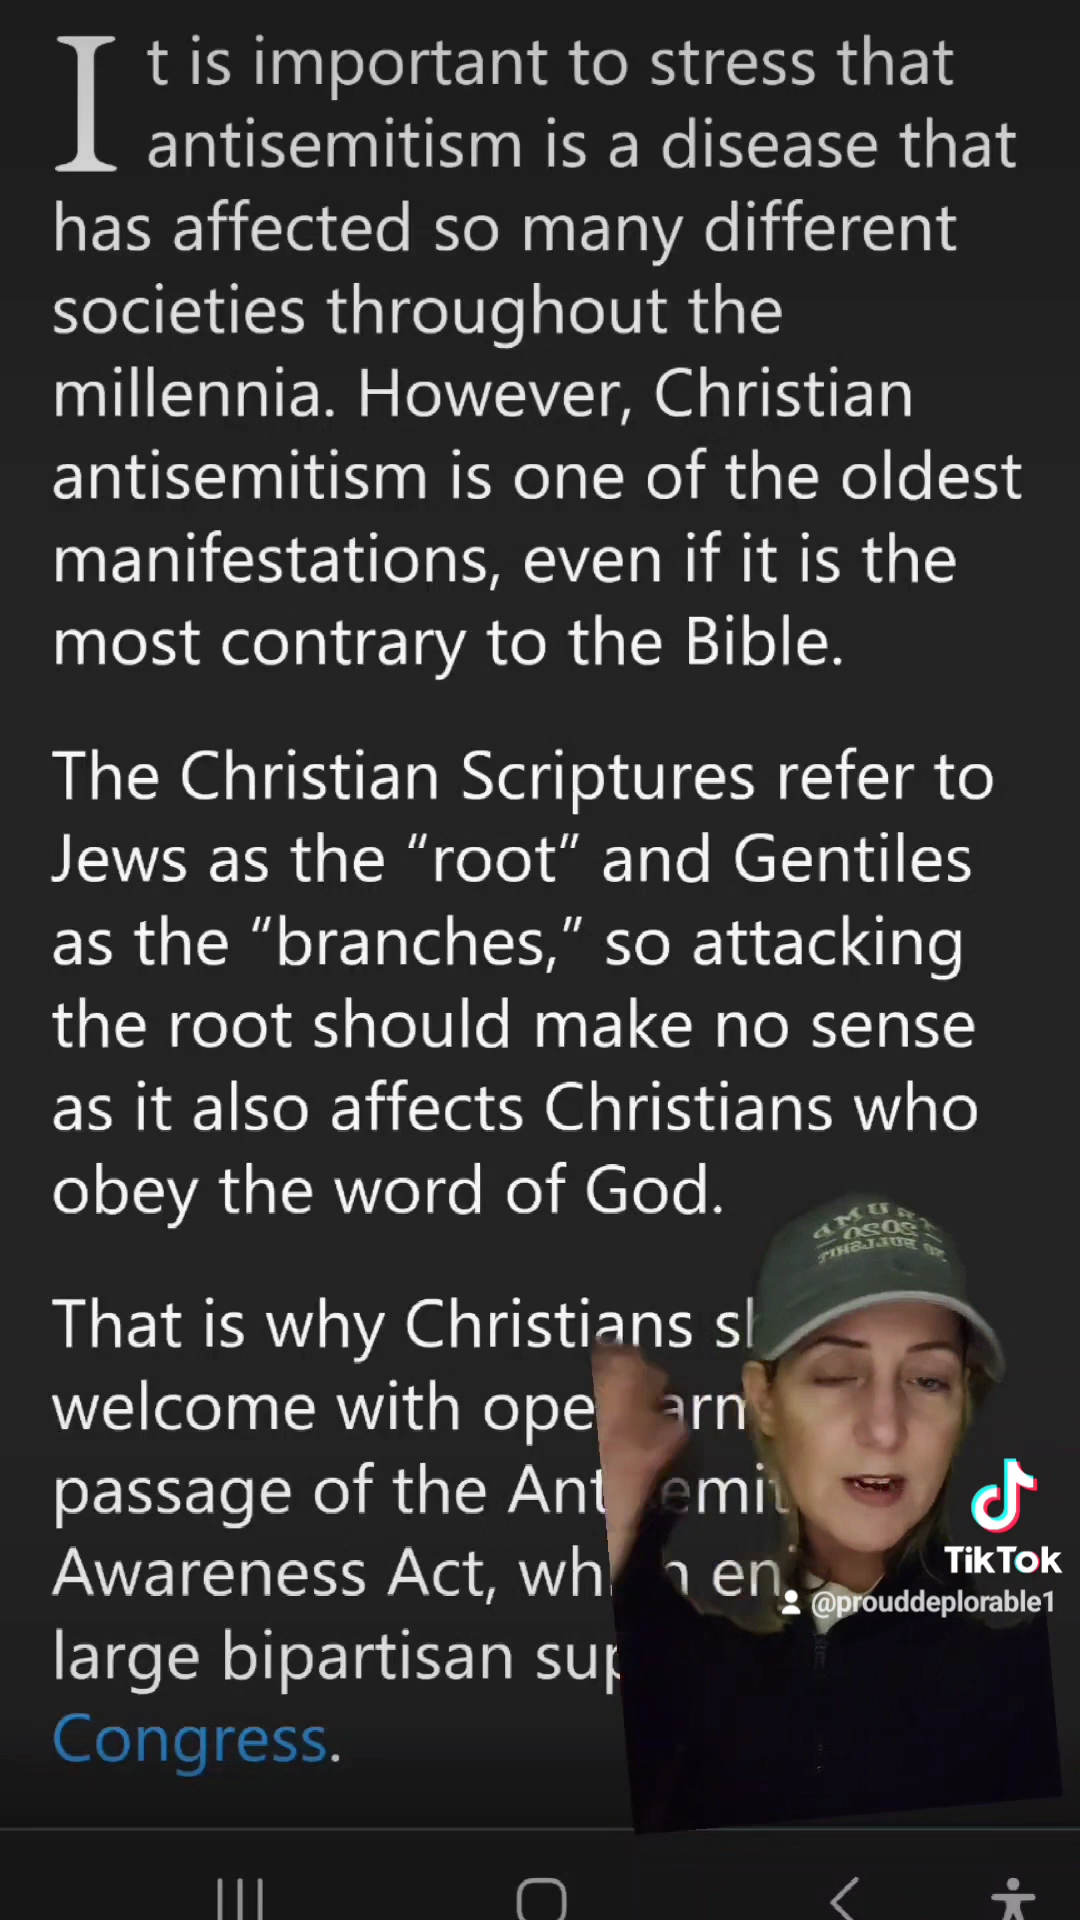 It is important to stress that
antisemitism is a disease that
has affected so many different
societies throughout the
millennia. However, Christian
antisemitism is one of the oldest
manifestations, even if it is the
most contrary to the Bible.
The Christian Scriptures refer to
Jews as the “root” and Gentiles
as the “branches,” so attacking
the root should make no sense
as it also affects Christians who
obey the word of God.
That is why Christians
welcome with
passage of the
Awareness Act,
large bipartisan
Congress.
TRUMP
2020
NO BULLSHIT
TikTok
@prouddeplorable1